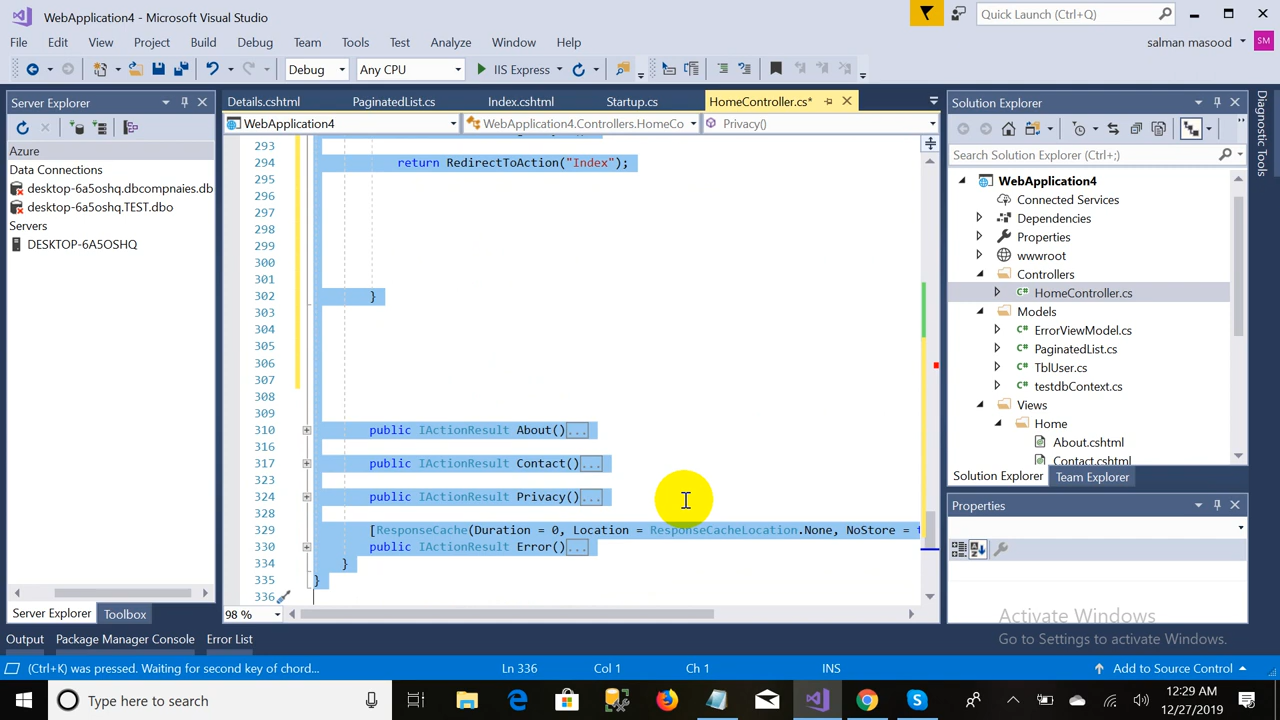 WebApplication4 - Microsoft Visual Studio
Quick Launch (Ctrl+Q)
File Edit View Project Build Debug Team Tools Test Analyze Window Help
salman masood
SM
Debug
Any CPU
IIS Express
Server Explorer
Azure
Data Connections
desktop-6a5oshq.dbcompnaies.db
desktop-6a5oshq.TEST.dbo
Servers
DESKTOP-6A5OSHQ
Server Explorer Toolbox
Details.cshtml PaginatedList.cs Index.cshtml Startup.cs HomeController.cs*
WebApplication4 WebApplication4.Controllers.HomeCo Privacy()
293
294 return RedirectToAction("Index");
295
296
297
298
299
300
301
302 }
303
304
305
306
307
308
309
310 public IActionResult About()...
316
317 public IActionResult Contact()...
323
324 public IActionResult Privacy()...
328
329 [ResponseCache(Duration = 0, Location = ResponseCacheLocation.None, NoStore = t
330 public IActionResult Error()...
334 }
335 }
336
98 %
Solution Explorer
Search Solution Explorer (Ctrl+;)
WebApplication4
Connected Services
Dependencies
Properties
wwwroot
Controllers
C# HomeController.cs
Models
C# ErrorViewModel.cs
C# PaginatedList.cs
C# TblUser.cs
C# testdbContext.cs
Views
Home
About.cshtml
Contact.cshtml
Solution Explorer Team Explorer
Properties
Diagnostic Tools
Activate Windows
Go to Settings to activate Windows.
Output Package Manager Console Error List
(Ctrl+K) was pressed. Waiting for second key of chord...
Ln 336 Col 1 Ch 1 INS
Add to Source Control
Type here to search
12:29 AM
12/27/2019